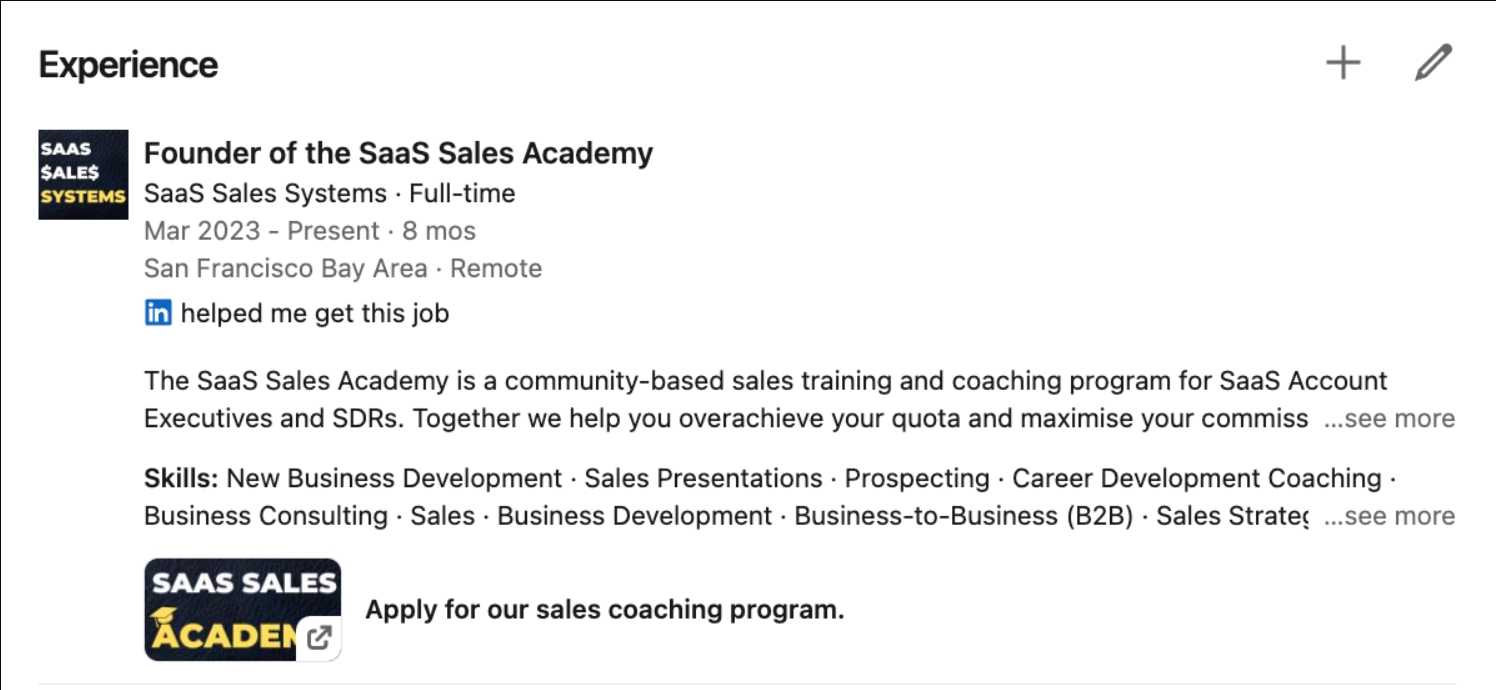 Experience
SAAS
$ALE$
SYSTEMS
Founder of the SaaS Sales Academy
SaaS Sales Systems · Full-time
Mar 2023 - Present · 8 mos
San Francisco Bay Area · Remote
in helped me get this job
The SaaS Sales Academy is a community-based sales training and coaching program for SaaS Account
Executives and SDRs. Together we help you overachieve your quota and maximise your commiss ...see more
Skills: New Business Development · Sales Presentations · Prospecting · Career Development Coaching ·
Business Consulting · Sales · Business Development · Business-to-Business (B2B) · Sales Strateg ...see more
SAAS SALES
ACADEM
Apply for our sales coaching program.